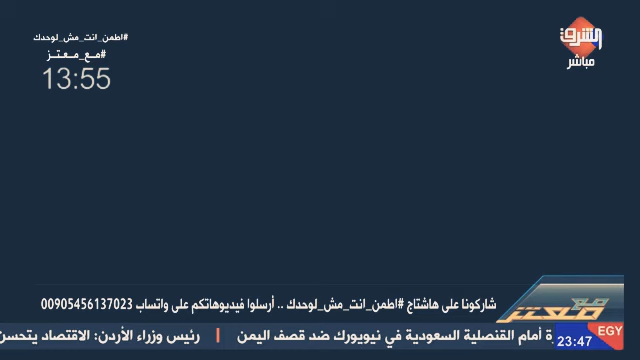 #اطمن_انت_مش_لوحدك
#مـع_مـعـتـز
13:55
الشرق
مباشر
شاركونا على هاشتاج #اطمن_انت_مش_لوحدك .. أرسلوا فيديوهاتكم على واتساب 00905456137023
مع معتز
ة أمام القنصلية السعودية في نيويورك ضد قصف اليمن | رئيس وزراء الأردن: الاقتصاد يتحسن
EGY
23:47